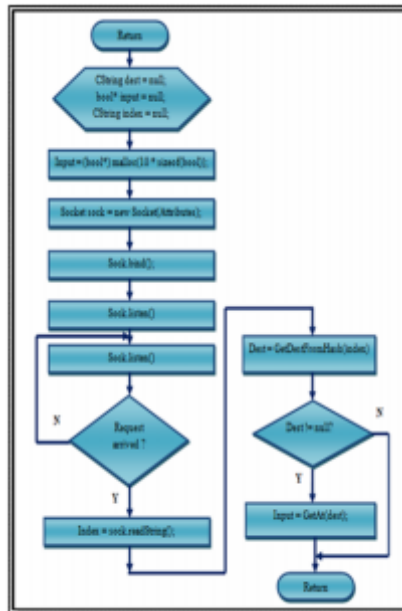 Return
CString dest = null;
bool* input = null;
CString index = null;
Input = (bool*) malloc(10 * sizeof(bool));
Socket sock = new Socket(Attributes);
Sock.bind();
Sock.listen()
Sock.listen()
N
Request
arrived ?
Y
Index = sock.readString();
Dest = GetDestFromHash(index)
Dest != null?
N
Y
Input = GetAt(dest);
Return